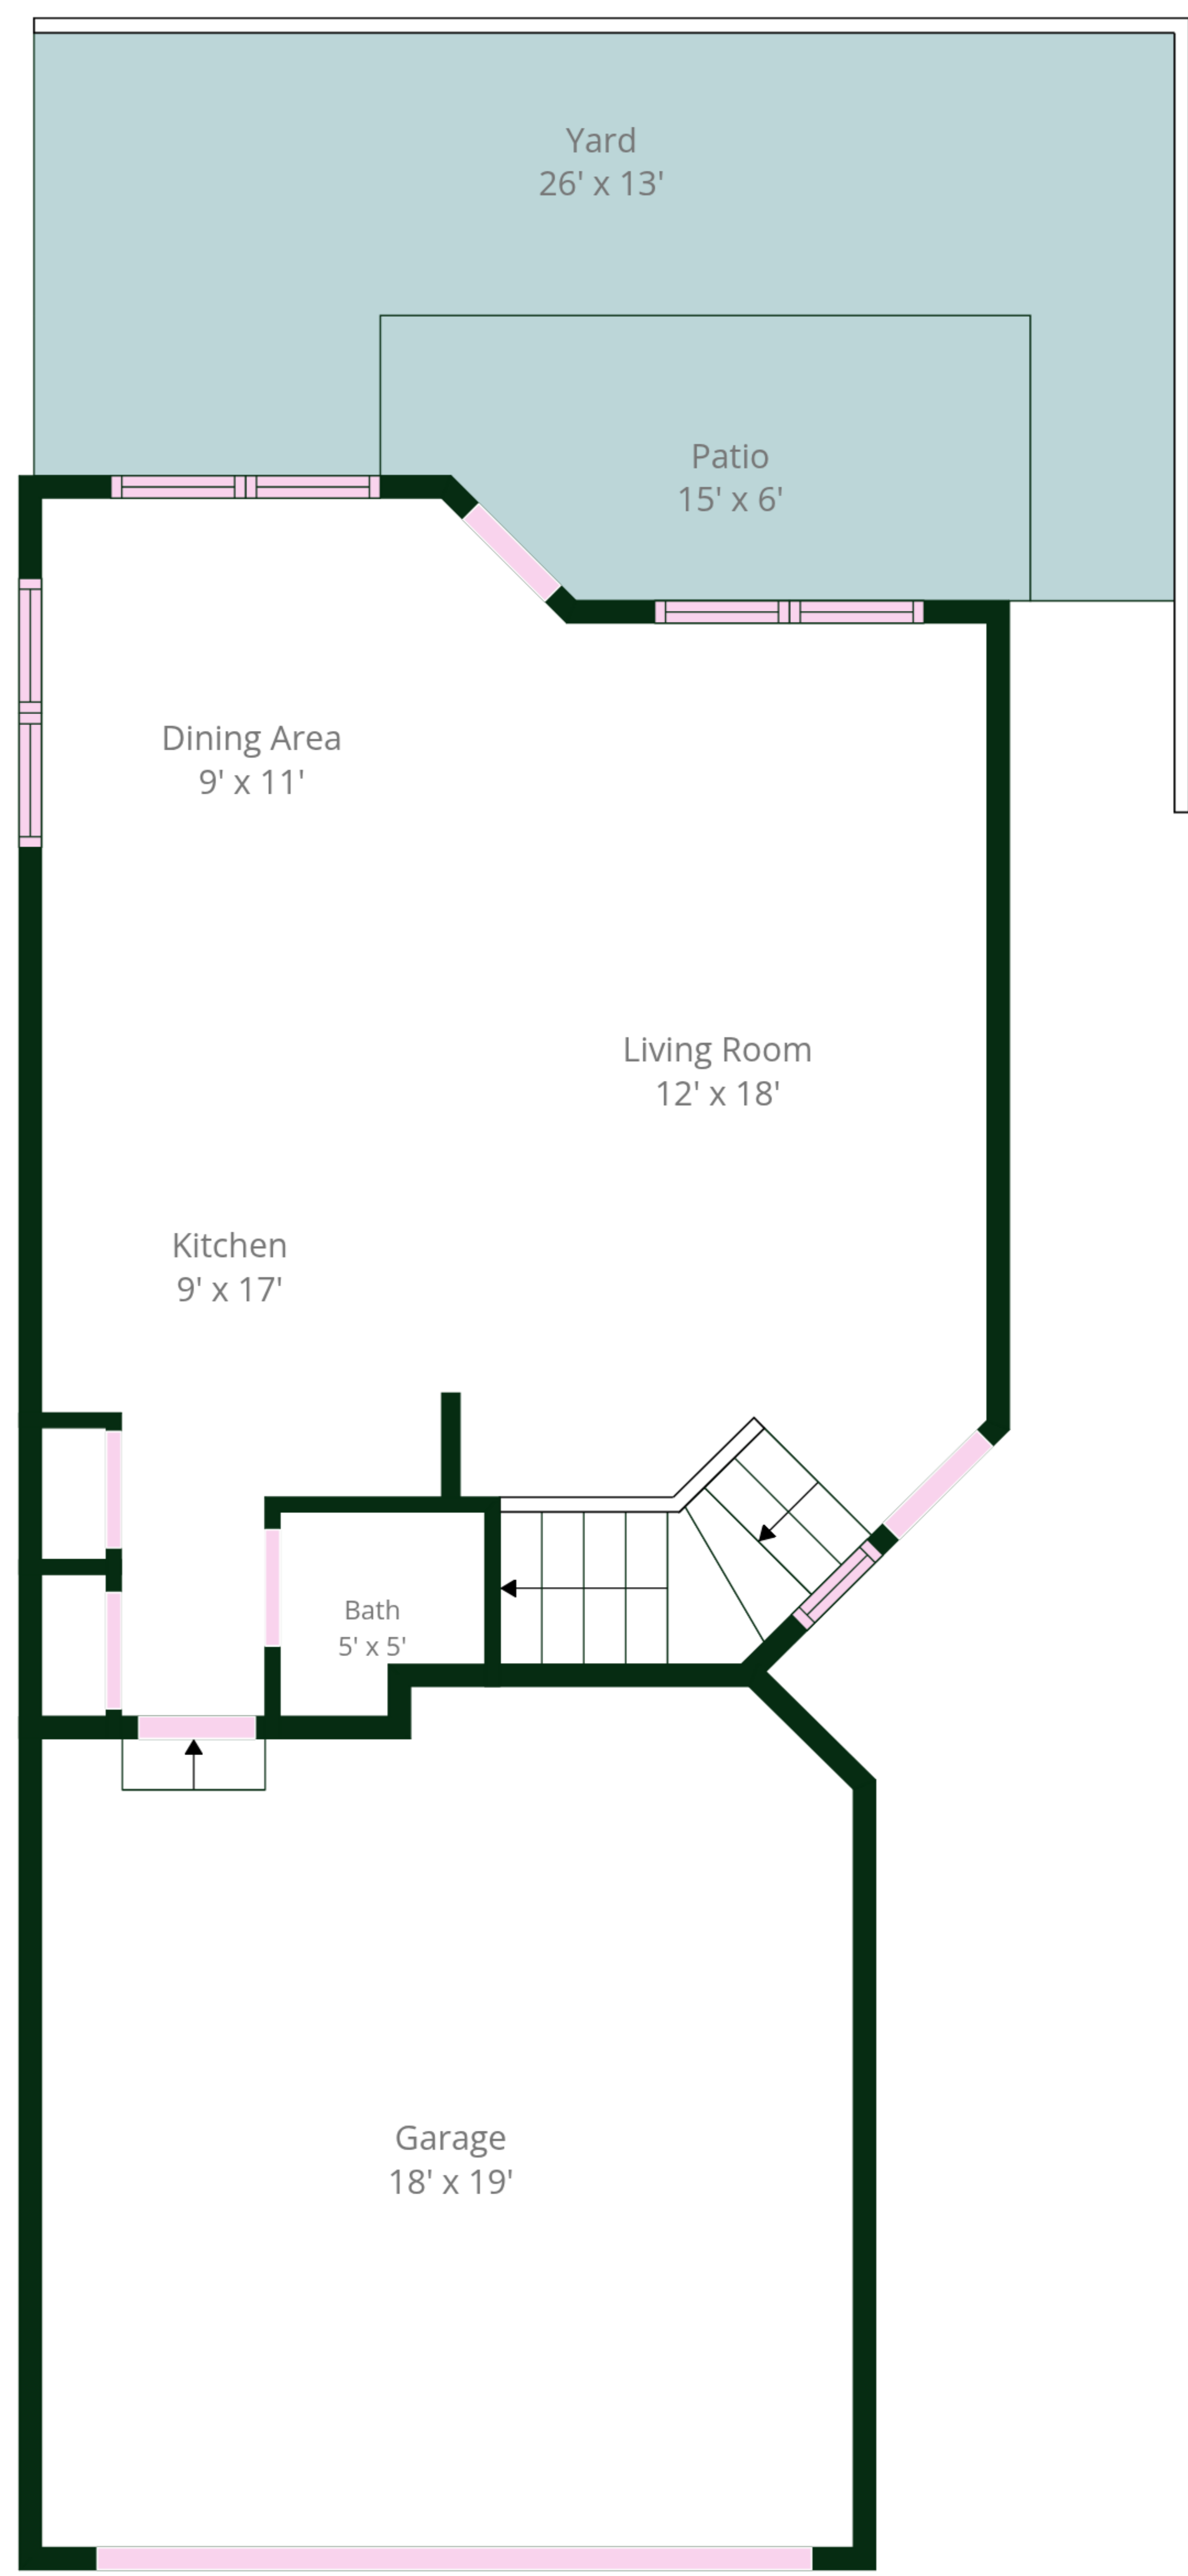 Yard
26' x 13'
Patio
15' x 6'
Dining Area
9' x 11'
Living Room
12' x 18'
Kitchen
9' x 17'
Bath
5' x 5'
Garage
18' x 19'